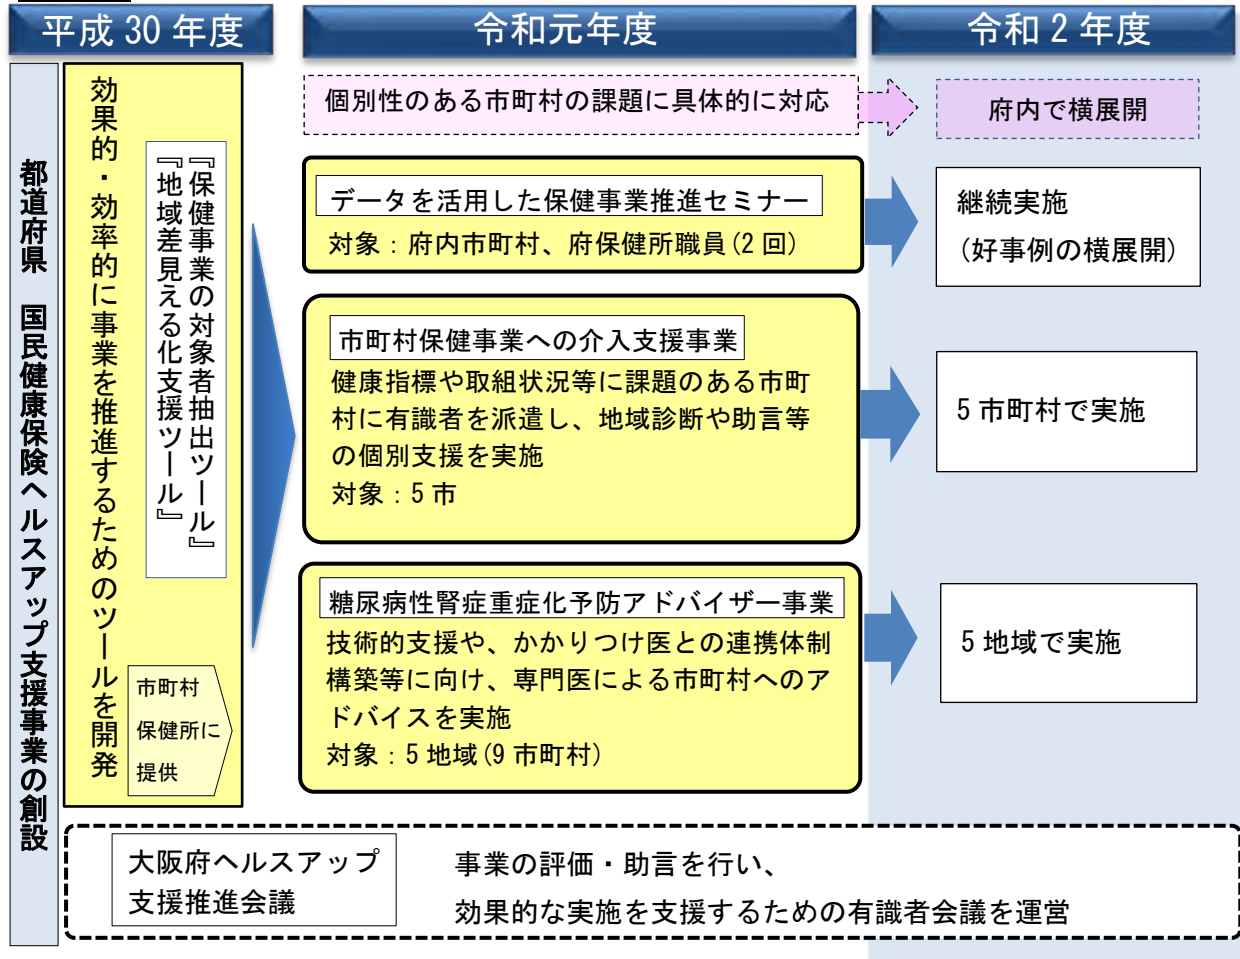 平成 30 年度
令和元年度
令和 2 年度
都道府県　国民健康保険ヘルスアップ支援事業の創設
効果的・効率的に事業を推進するためのツールを開発
『保健事業の対象者抽出ツール』
『地域差見える化支援ツール』
市町村
保健所に
提供
個別性のある市町村の課題に具体的に対応
府内で横展開
データを活用した保健事業推進セミナー
対象：府内市町村、府保健所職員(2 回)
継続実施
(好事例の横展開)
市町村保健事業への介入支援事業
健康指標や取組状況等に課題のある市町
村に有識者を派遣し、地域診断や助言等
の個別支援を実施
対象：5 市
5 市町村で実施
糖尿病性腎症重症化予防アドバイザー事業
技術的支援や、かかりつけ医との連携体制
構築等に向け、専門医による市町村へのア
ドバイスを実施
対象：5 地域(9 市町村)
5 地域で実施
大阪府ヘルスアップ
支援推進会議
事業の評価・助言を行い、
効果的な実施を支援するための有識者会議を運営